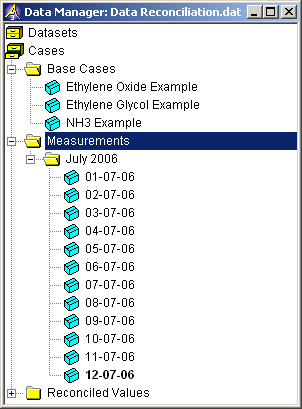 Data Manager: Data Reconciliation.dat
Datasets
Cases
Base Cases
Ethylene Oxide Example
Ethylene Glycol Example
NH3 Example
Measurements
July 2006
01-07-06
02-07-06
03-07-06
04-07-06
05-07-06
06-07-06
07-07-06
08-07-06
09-07-06
10-07-06
11-07-06
12-07-06
Reconciled Values